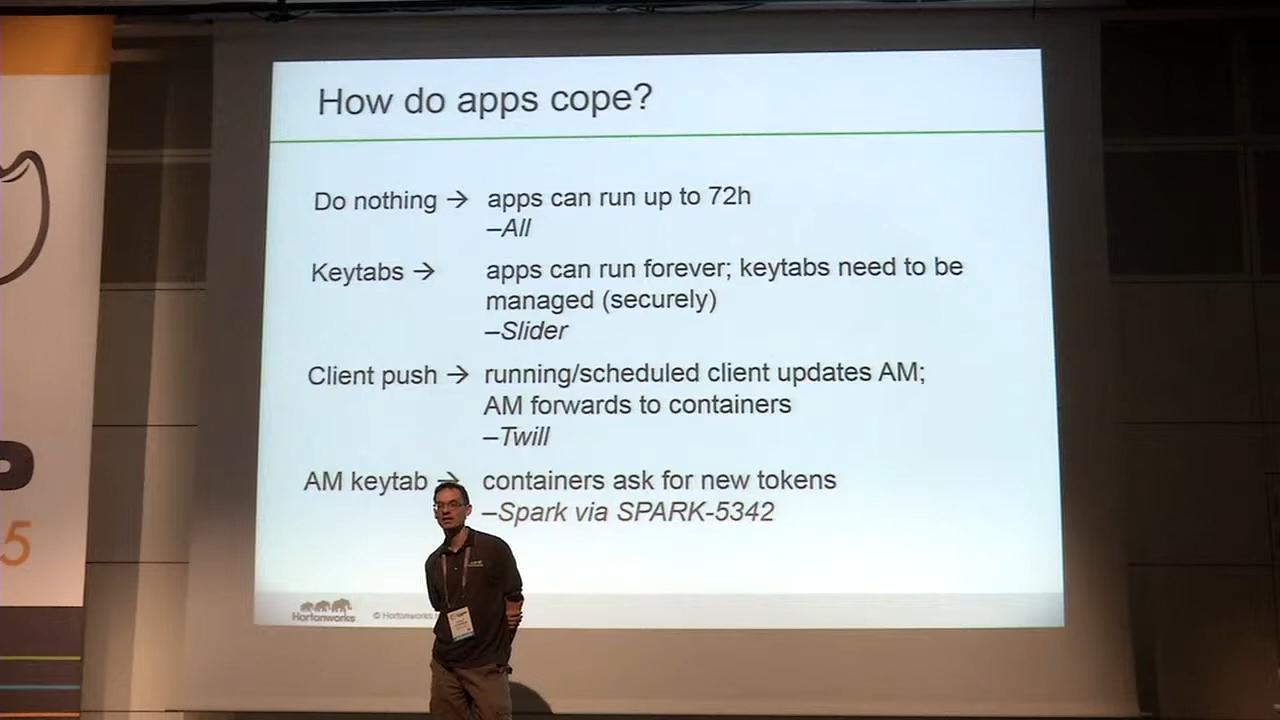 How do apps cope?
Do nothing → apps can run up to 72h
–All
Keytabs → apps can run forever; keytabs need to be
managed (securely)
–Slider
Client push → running/scheduled client updates AM;
AM forwards to containers
–Twill
AM keytab → containers ask for new tokens
–Spark via SPARK-5342
Hortonworks
© Hortonworks
5